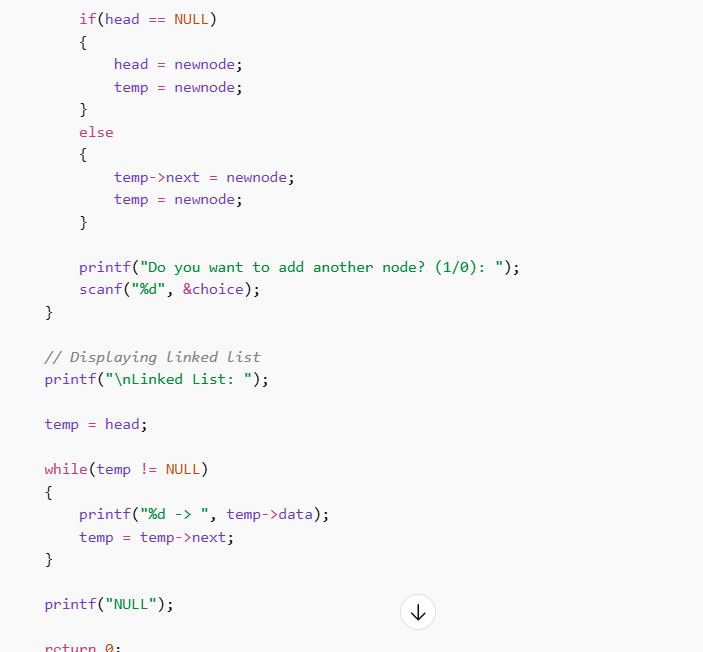 if(head == NULL)
{
head = newnode;
temp = newnode;
}
else
{
temp->next = newnode;
temp = newnode;
}
printf("Do you want to add another node? (1/0): ");
scanf("%d", &choice);
}
// Displaying linked list
printf("\nLinked List: ");
temp = head;
while(temp != NULL)
{
printf("%d -> ", temp->data);
temp = temp->next;
}
printf("NULL");
return 0;